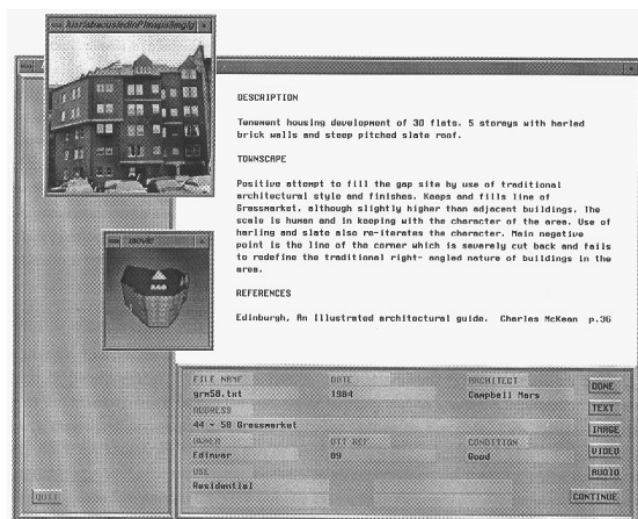 movie
DESCRIPTION
Tenement housing development of 30 flats. 5 storeys with harled
brick walls and steep pitched slate roof.
TOWNSCAPE
Positive attempt to fill the gap site by use of traditional
architectural style and finishes. Keeps and fills line of
Grassmarket, although slightly higher than adjacent buildings. The
scale is human and in keeping with the character of the area. Use of
harling and slate also re-iterates the character. Main negative
point is the line of the corner which is severely cut back and fails
to redefine the traditional right- angled nature of buildings in the
area.
REFERENCES
Edinburgh, An Illustrated architectural guide. Charles McKean p.36
FILE NAME DATE ARCHITECT
grm58.txt 1984 Campbell Mars
ADDRESS
44 - 58 Grassmarket
OWNER OTT REF CONDITION
Edinvar 89 Good
USE
Residential
DONE
TEXT
IMAGE
VIDEO
AUDIO
QUIT
CONTINUE